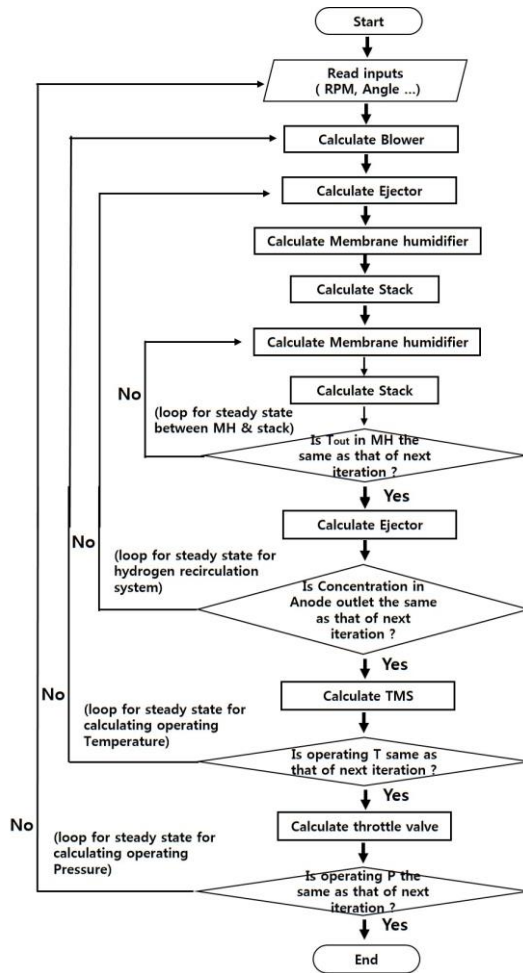 Start
Read inputs
( RPM, Angle ...)
Calculate Blower
Calculate Ejector
Calculate Membrane humidifier
Calculate Stack
Calculate Membrane humidifier
No
Calculate Stack
(loop for steady state
between MH & stack)
Is Tout in MH the
same as that of next
iteration ?
Yes
Calculate Ejector
No
(loop for steady state for
hydrogen recirculation
system)
Is Concentration in
Anode outlet the same
as that of next
iteration ?
Yes
Calculate TMS
No
(loop for steady state for
calculating operating
Temperature)
Is operating T same as
that of next iteration ?
Yes
No
Calculate throttle valve
(loop for steady state for
calculating operating
Pressure)
Is operating P the
same as that of next
iteration ?
Yes
End